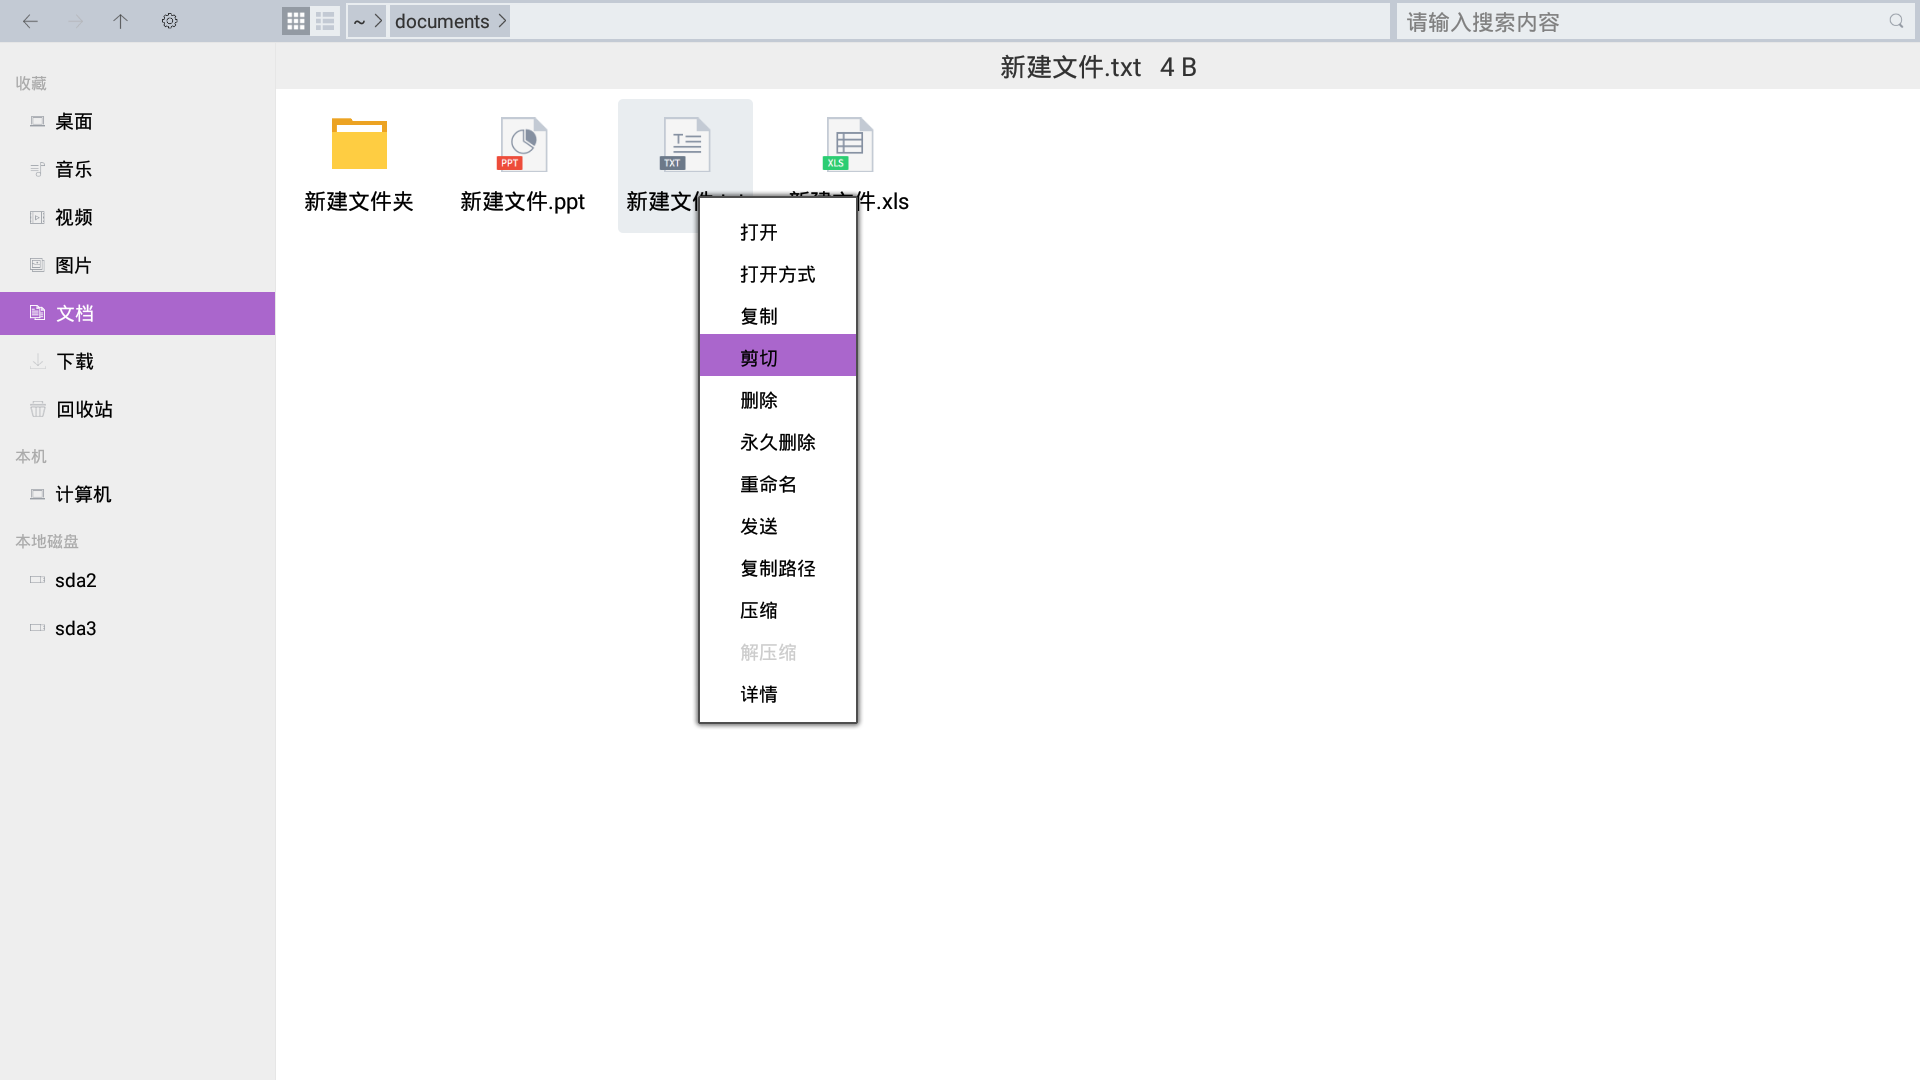 ~
documents
请输入搜索内容
新建文件.txt 4 B
收藏
桌面
音乐
视频
图片
文档
下载
回收站
本机
计算机
本地磁盘
sda2
sda3
PPT
TXT
XLS
新建文件夹
新建文件.ppt
新建文
件.xls
打开
打开方式
复制
剪切
删除
永久删除
重命名
发送
复制路径
压缩
解压缩
详情